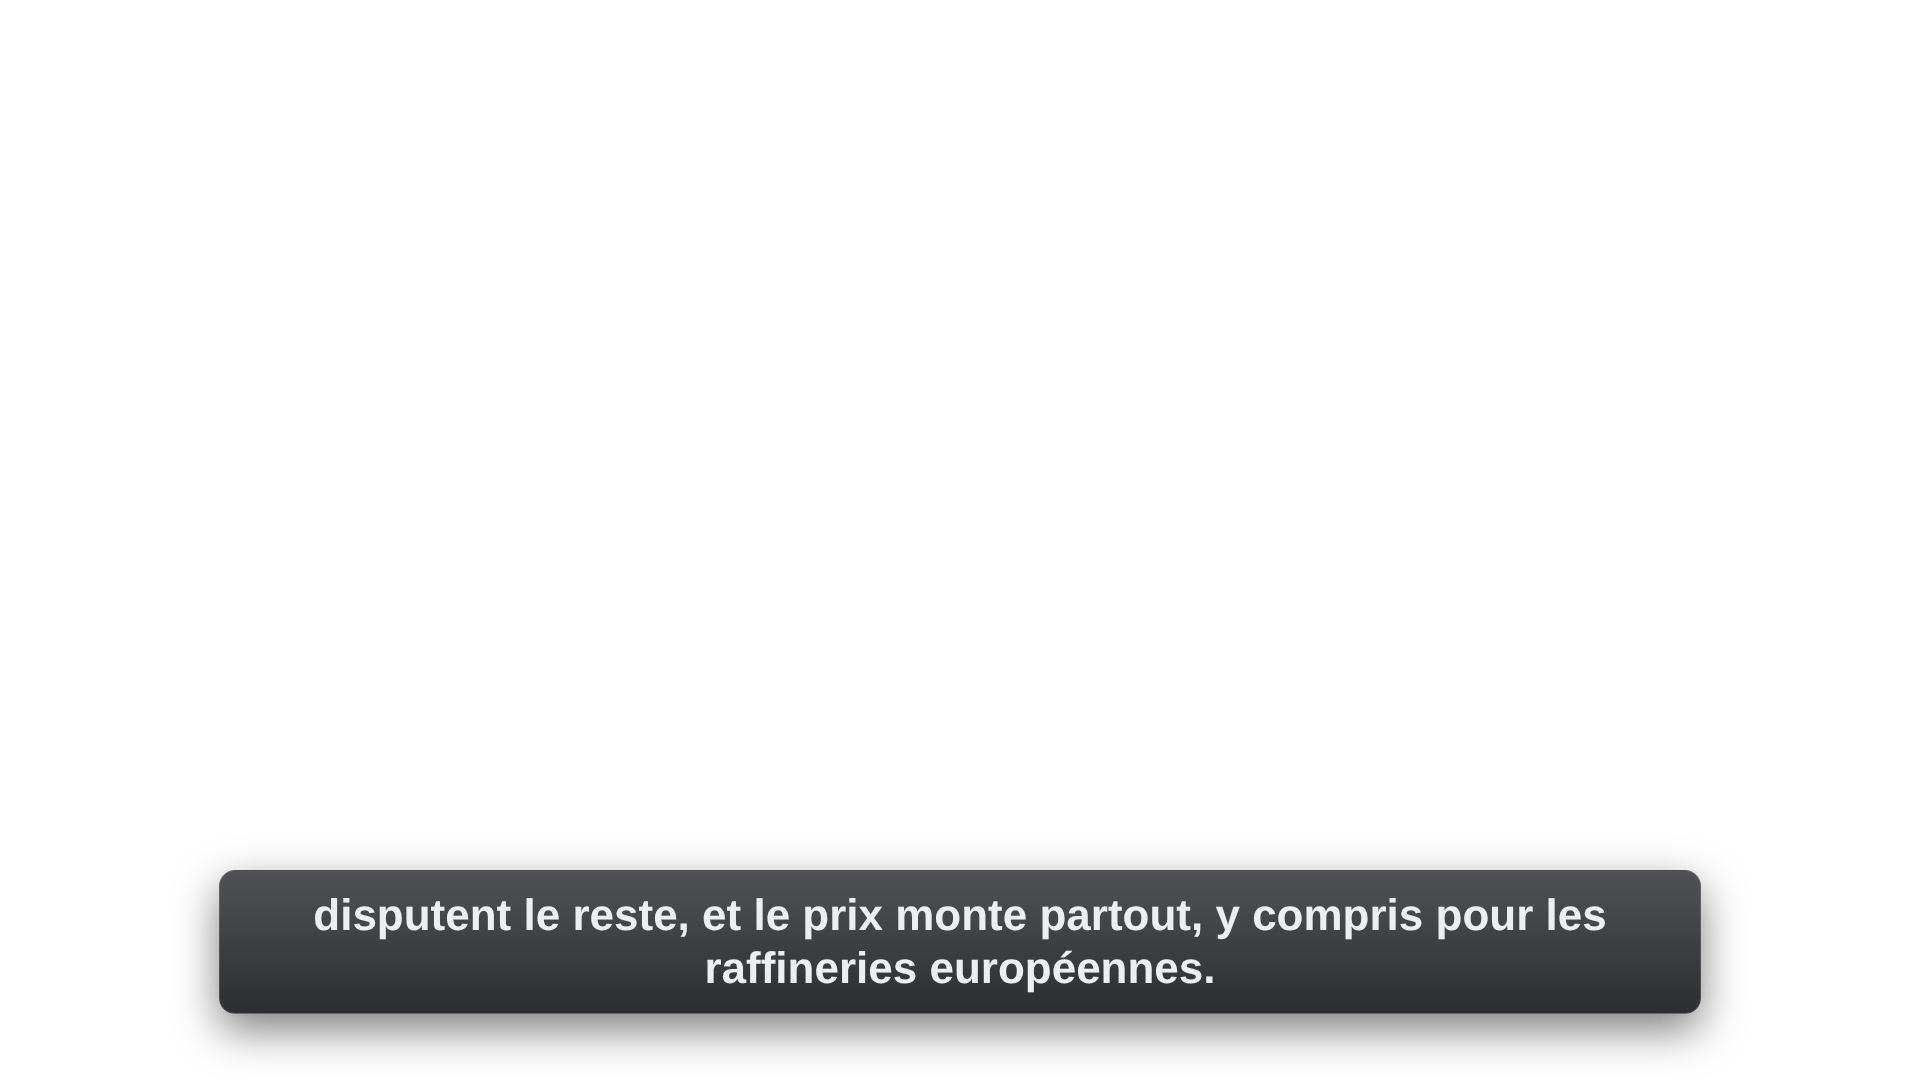 disputent le reste, et le prix monte partout, y compris pour les
raffineries européennes.